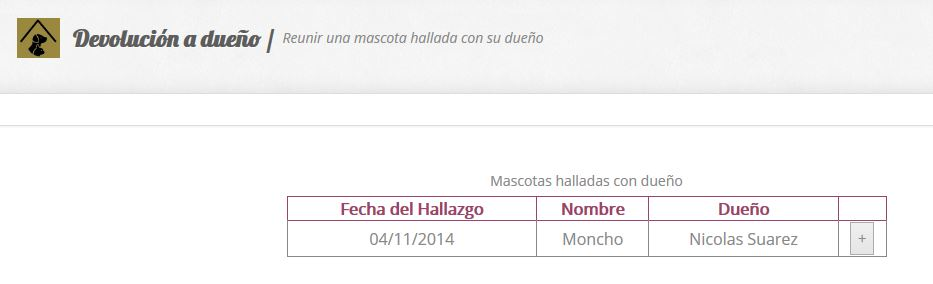 Devolución a dueño / Reunir una mascota hallada con su dueño
Mascotas halladas con dueño
Fecha del Hallazgo Nombre Dueño
04/11/2014 Moncho Nicolas Suarez +